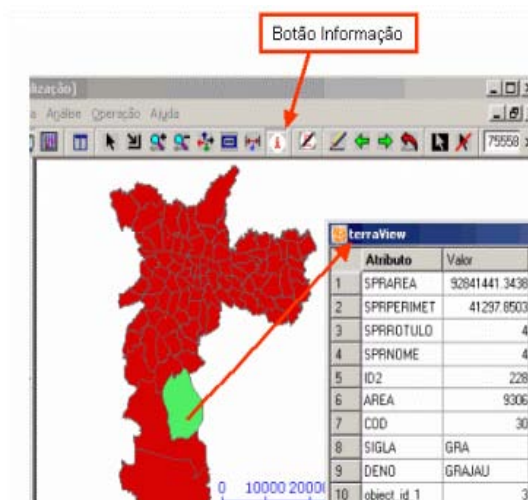 Botão Informação
lização]
a Análise Operação Ajuda
75558
terraView
Atributo Valor
1 SPRAREA 92841441.3438
2 SPRPERIMET 41297.8503
3 SPRROTULO 4
4 SPRNOME 4
5 ID2 228
6 AREA 9306
7 COD 30
8 SIGLA GRA
9 DENO GRAJAU
10 object_id_1 3
0 10000 20000